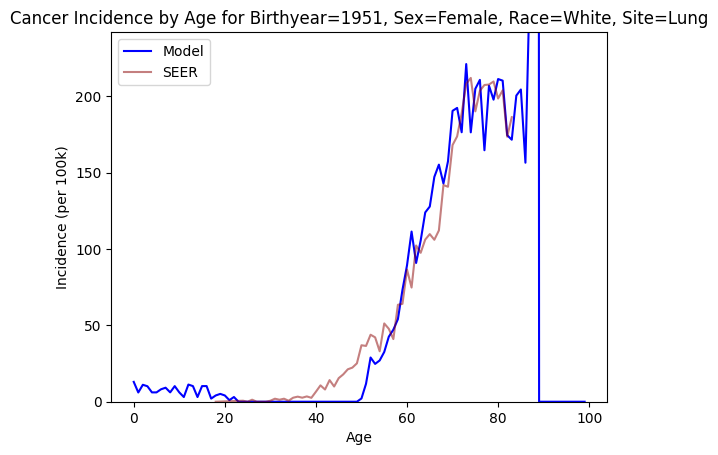 Cancer Incidence by Age for Birthyear=1951, Sex=Female, Race=White, Site=Lung
Model
SEER
200
150
100
50
0
Incidence (per 100k)
0 20 40 60 80 100
Age